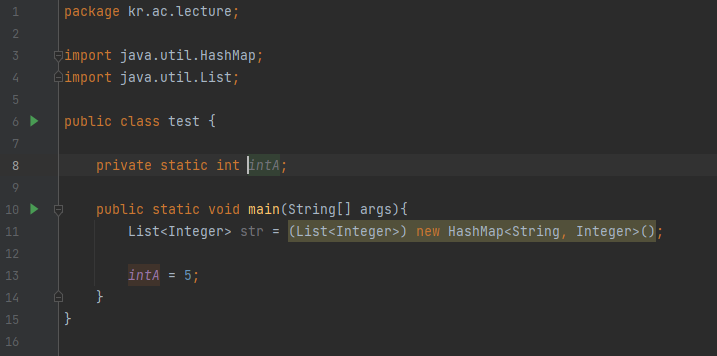 1 package kr.ac.lecture;
2
3 import java.util.HashMap;
4 import java.util.List;
5
6 public class test {
7
8 private static int intA;
9
10 public static void main(String[] args){
11 List<Integer> str = (List<Integer>) new HashMap<String, Integer>();
12
13 intA = 5;
14 }
15 }
16